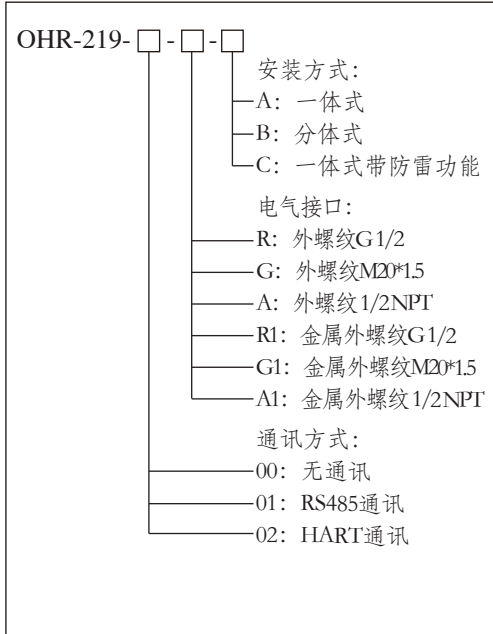 OHR-219-□-□-□
安装方式：
A：一体式
B：分体式
C：一体式带防雷功能
电气接口：
R：外螺纹G1/2
G：外螺纹M20*1.5
A：外螺纹1/2NPT
R1：金属外螺纹G1/2
G1：金属外螺纹M20*1.5
A1：金属外螺纹1/2NPT
通讯方式：
00：无通讯
01：RS485通讯
02：HART通讯